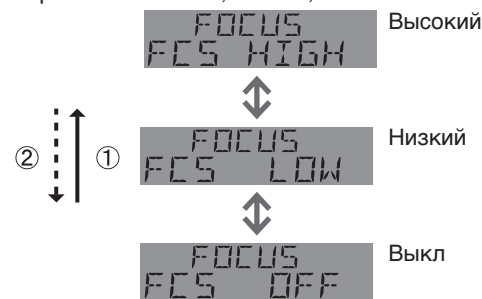 FOCUS
FCS HIGH
Высокий
② ①
FOCUS
FCS LOW
Низкий
FOCUS
FCS OFF
Выкл